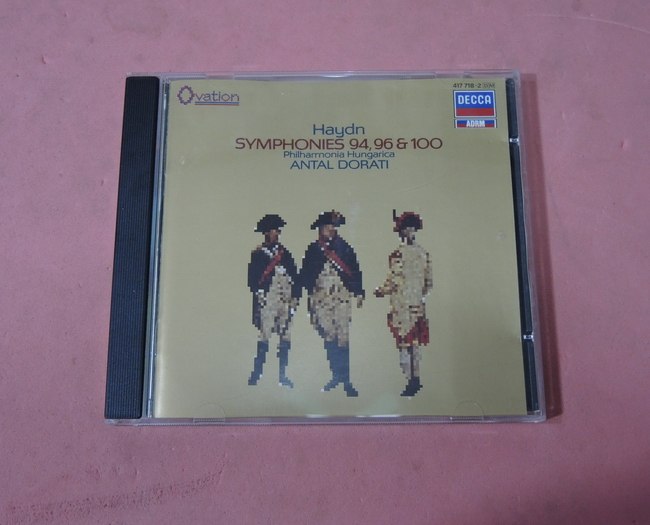 Ovation
417 718-2
DECCA
ADRM
Haydn
SYMPHONIES 94, 96 & 100
Philharmonia Hungarica
ANTAL DORATI